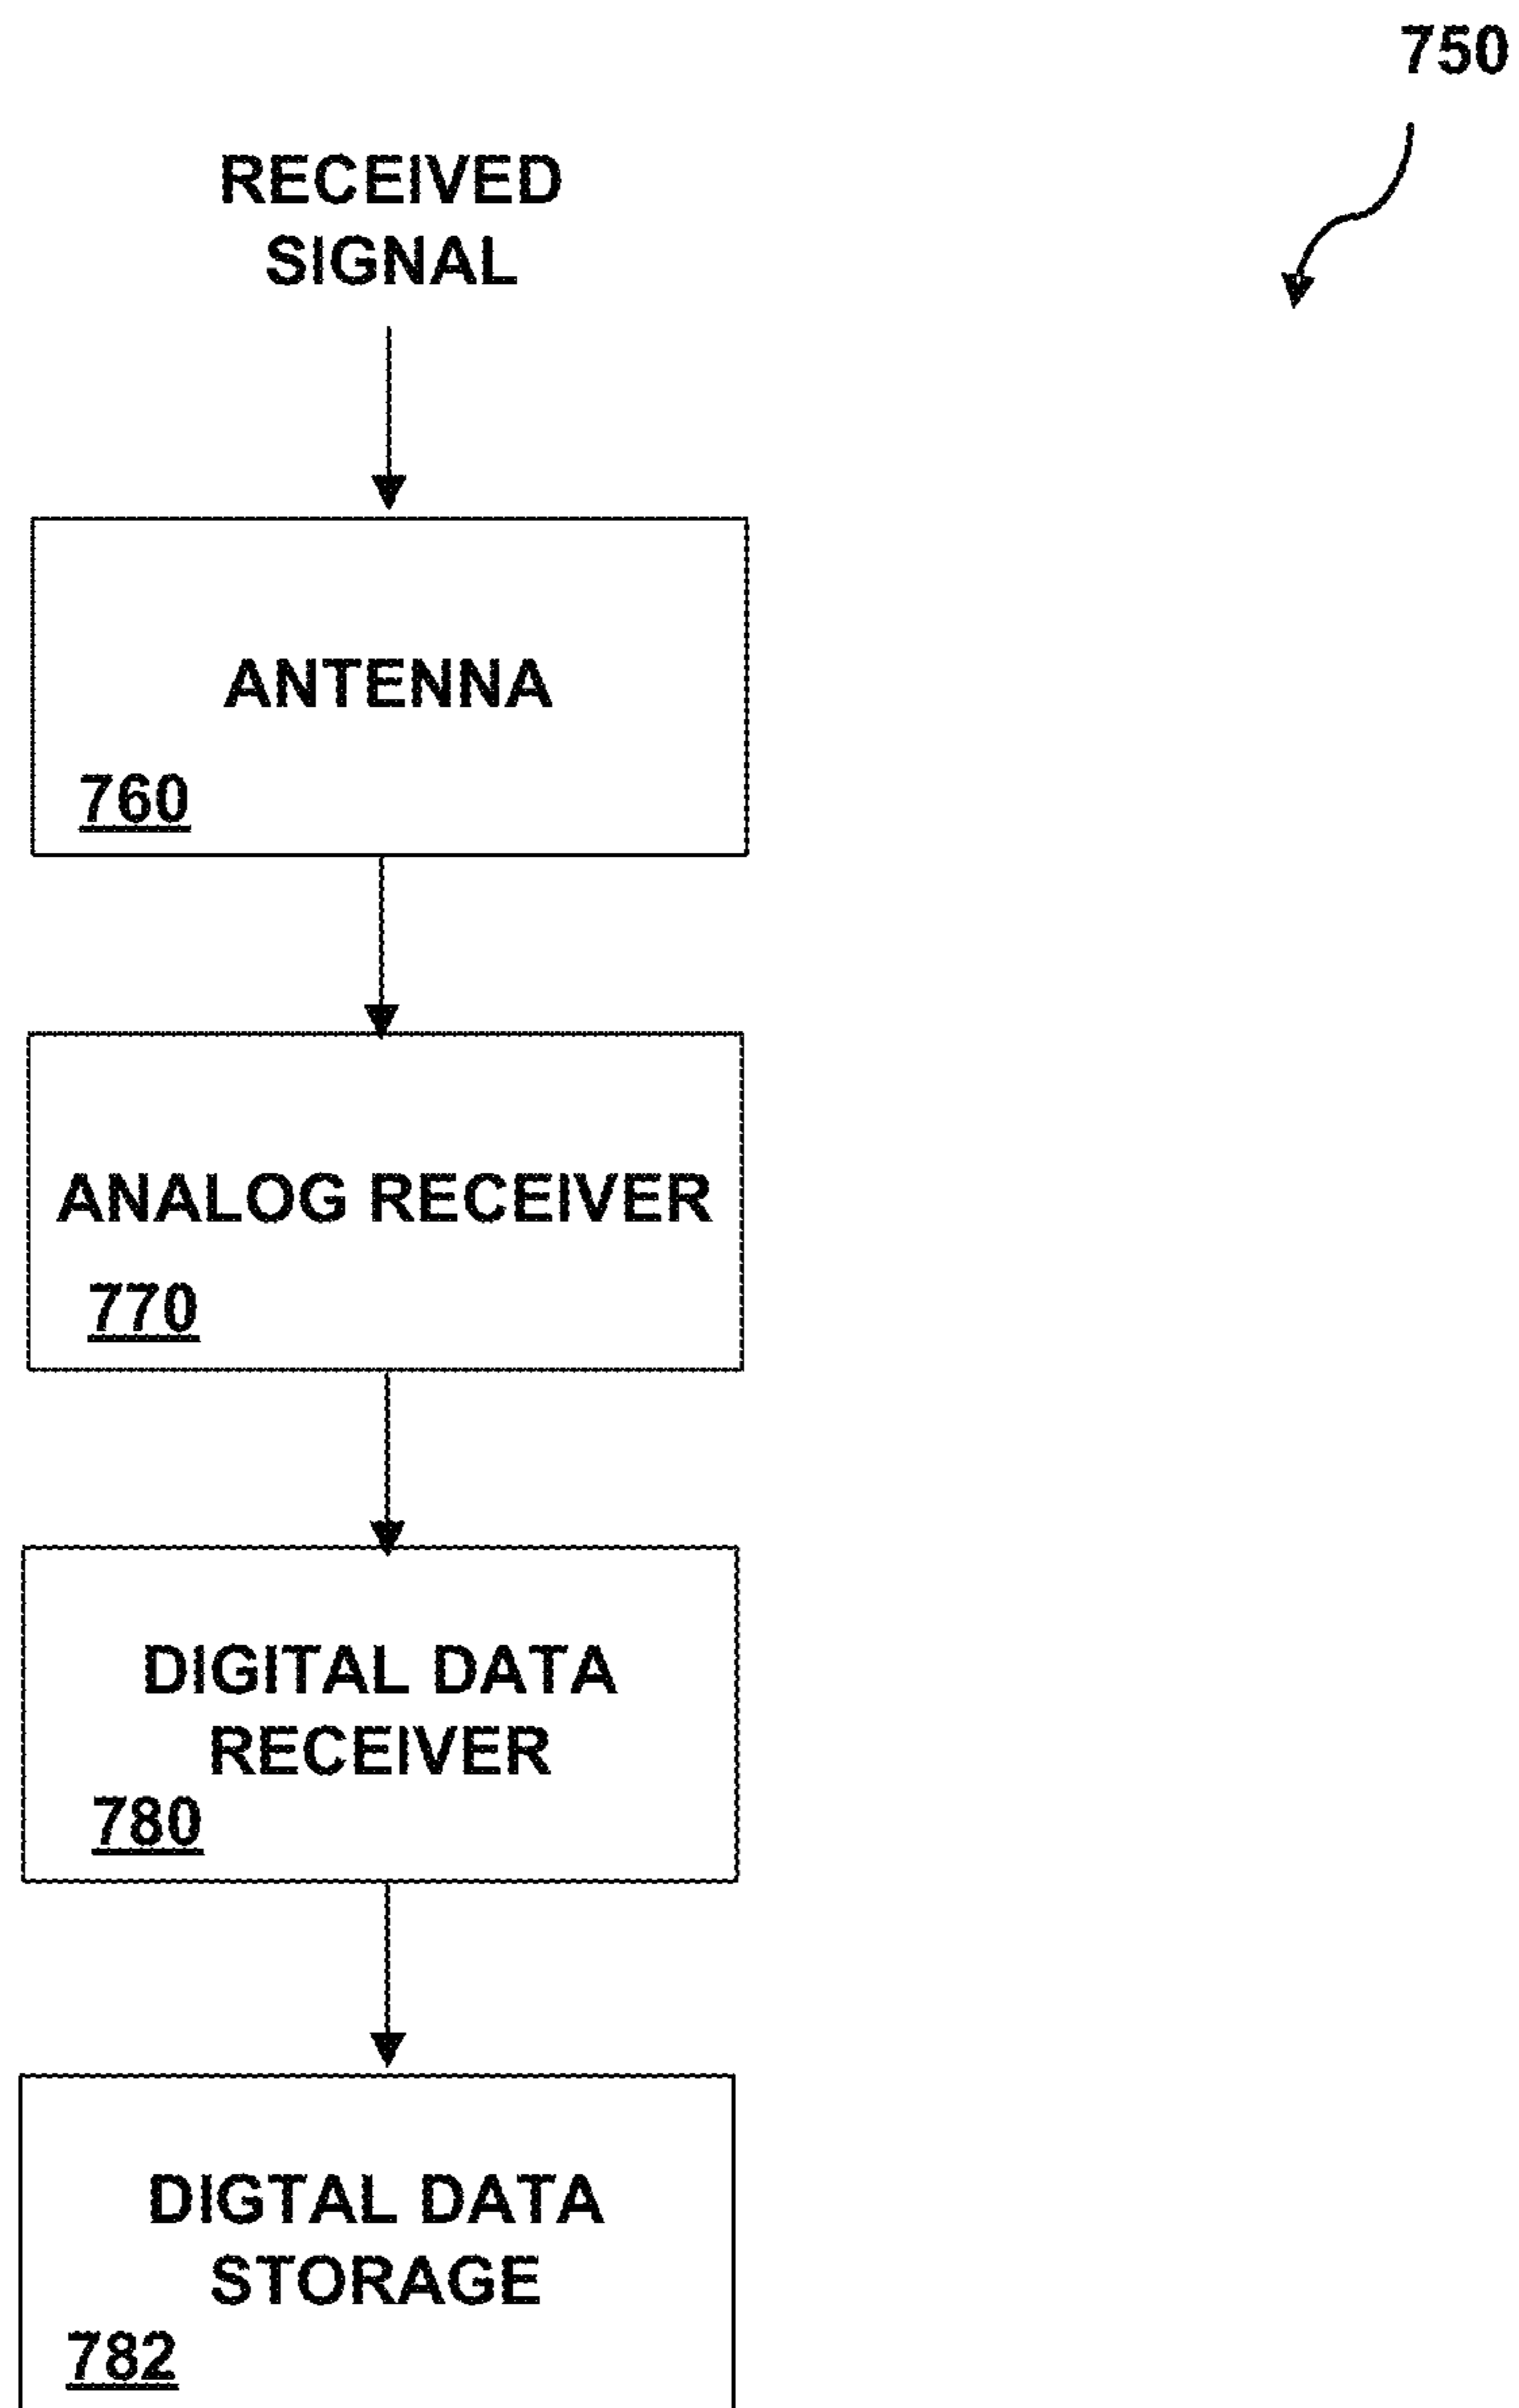 750
RECEIVED
SIGNAL
ANTENNA
760
ANALOG RECEIVER
770
DIGITAL DATA
RECEIVER
780
DIGTAL DATA
STORAGE
782